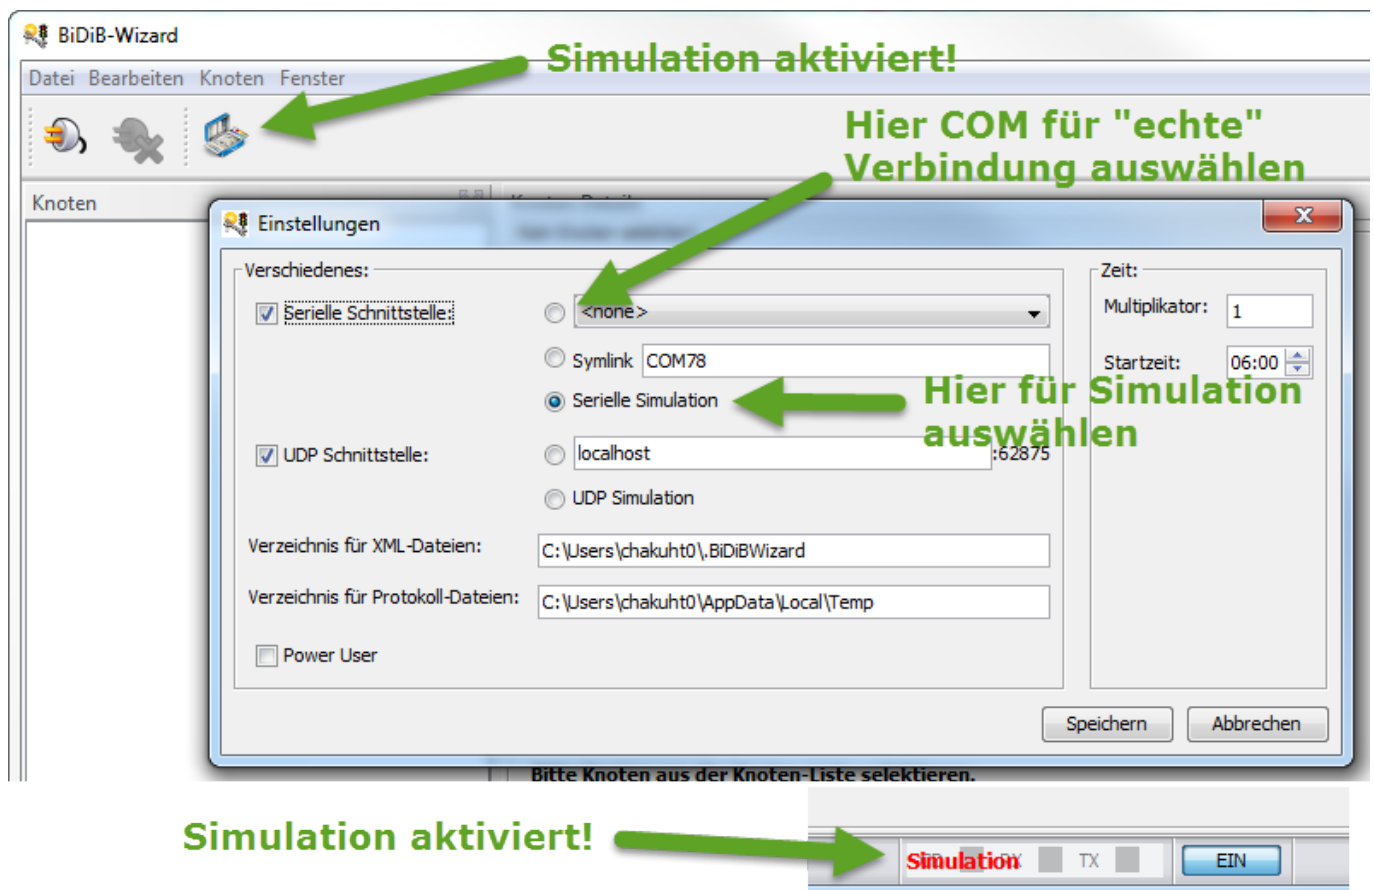 BiDiB-Wizard
Simulation aktiviert!
Datei Bearbeiten Knoten Fenster
Hier COM für "echte"
Verbindung auswählen
Knoten
Einstellungen
Verschiedenes:
Zeit:
Serielle Schnittstelle:
<none>
Multiplikator: 1
Symlink COM78
Startzeit: 06:00
Serielle Simulation
Hier für Simulation
auswählen
UDP Schnittstelle: localhost :62875
UDP Simulation
Verzeichnis für XML-Dateien: C:\Users\chakuht0\.BiDiBWizard
Verzeichnis für Protokoll-Dateien: C:\Users\chakuht0\AppData\Local\Temp
Power User
Speichern Abbrechen
Bitte Knoten aus der Knoten-Liste selektieren.
Simulation aktiviert!
Simulation TX EIN